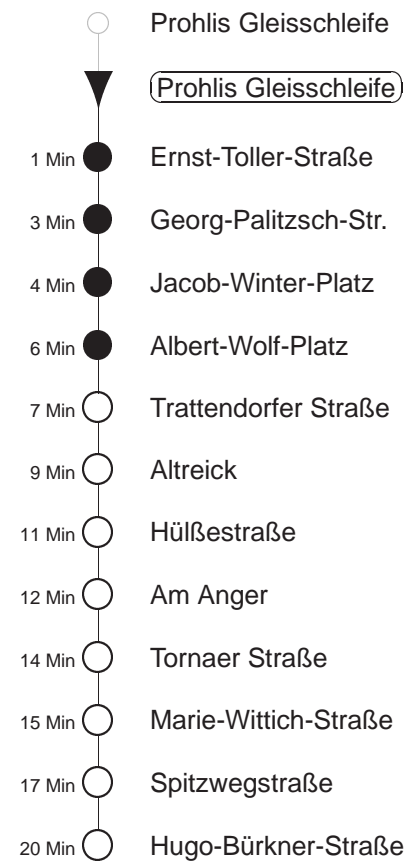 Prohlis Gleisschleife
Prohlis Gleisschleife
1 Min Ernst-Toller-Straße
3 Min Georg-Palitzsch-Str.
4 Min Jacob-Winter-Platz
6 Min Albert-Wolf-Platz
7 Min Trattendorfer Straße
9 Min Altreick
11 Min Hülßestraße
12 Min Am Anger
14 Min Tornaer Straße
15 Min Marie-Wittich-Straße
17 Min Spitzwegstraße
20 Min Hugo-Bürkner-Straße